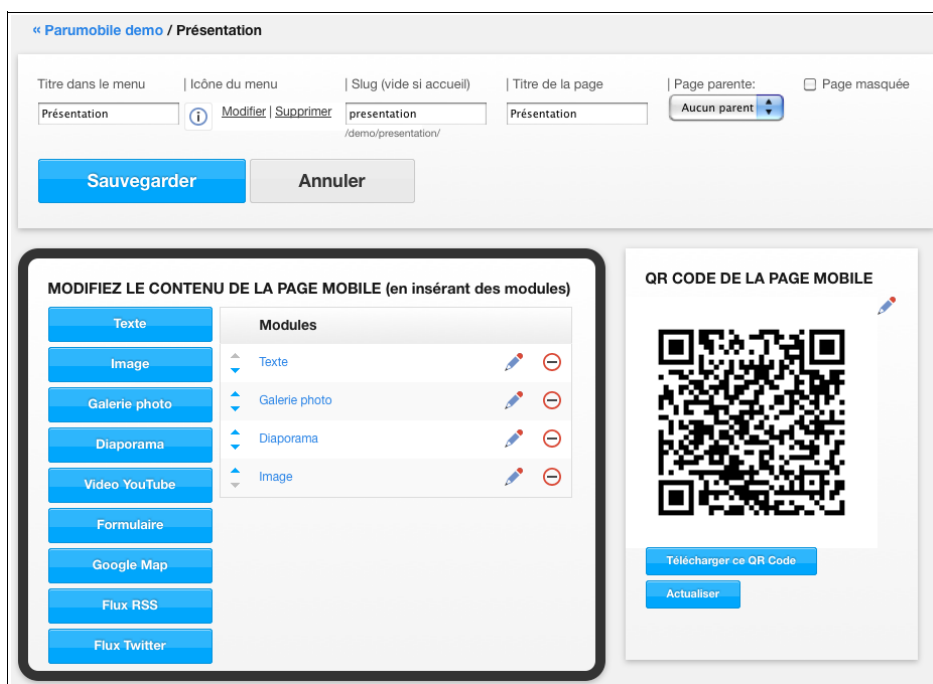 « Parumobile demo / Présentation
Titre dans le menu | Icône du menu | Slug (vide si accueil) | Titre de la page | Page parente: Page masquée
Présentation Modifier | Supprimer presentation Présentation Aucun parent
/demo/presentation/
Sauvegarder Annuler
MODIFIEZ LE CONTENU DE LA PAGE MOBILE (en insérant des modules)
Texte
Image
Galerie photo
Diaporama
Video YouTube
Formulaire
Google Map
Flux RSS
Flux Twitter
Modules
Texte
Galerie photo
Diaporama
Image
QR CODE DE LA PAGE MOBILE
Télécharger ce QR Code
Actualiser